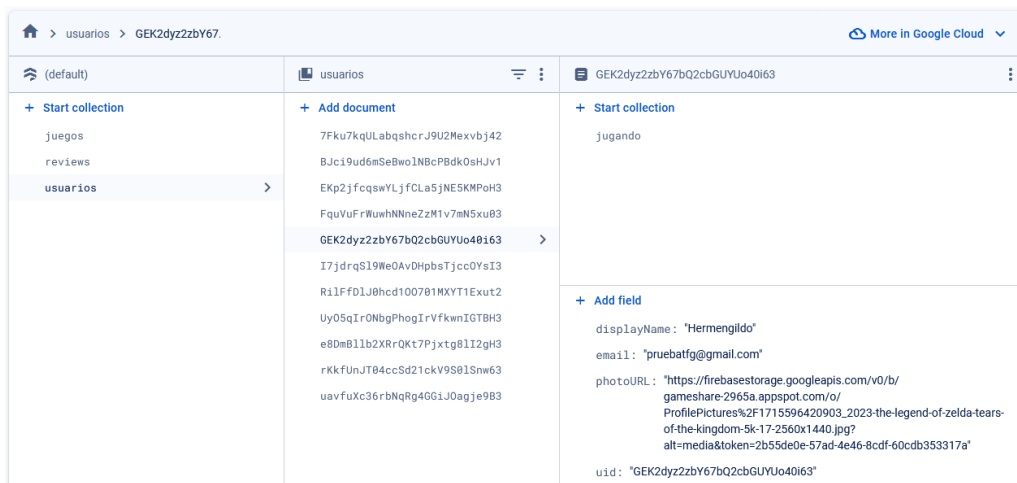 usuarios > GEK2dyz2zbY67.
More in Google Cloud
(default)
+ Start collection
juegos
reviews
usuarios
usuarios
+ Add document
7Fku7kqULabqshcrJ9U2Mexvbj42
BJci9ud6mSeBwolNBcPBdkOsHJv1
EKp2jfcqswYLjfCLa5jNE5KMPoH3
FquVuFrWuwhNNneZzM1v7mN5xu03
GEK2dyz2zbY67bQ2cbGUYUo40i63
I7jdrqSl9WeOAvDHpbsTjccOYsI3
RilFfDlJ0hcd1OO701MXYT1Exut2
UyO5qIrONbgPhogIrVfkwnIGTBH3
e8DmBllb2XRrQKt7Pjxtg8lI2gH3
rKkfUnJT04ccSd21ckV9S0lSnw63
uavfuXc36rbNqRg4GGiJOagje9B3
GEK2dyz2zbY67bQ2cbGUYUo40i63
+ Start collection
jugando
+ Add field
displayName: "Hermengildo"
email: "pruebatfg@gmail.com"
photoURL: "https://firebasestorage.googleapis.com/v0/b/
gameshare-2965a.appspot.com/o/
ProfilePictures%2F1715596420903_2023-the-legend-of-zelda-tears-
of-the-kingdom-5k-17-2560x1440.jpg?
alt=media&token=2b55de0e-57ad-4e46-8cdf-60cdb353317a"
uid: "GEK2dyz2zbY67bQ2cbGUYUo40i63"